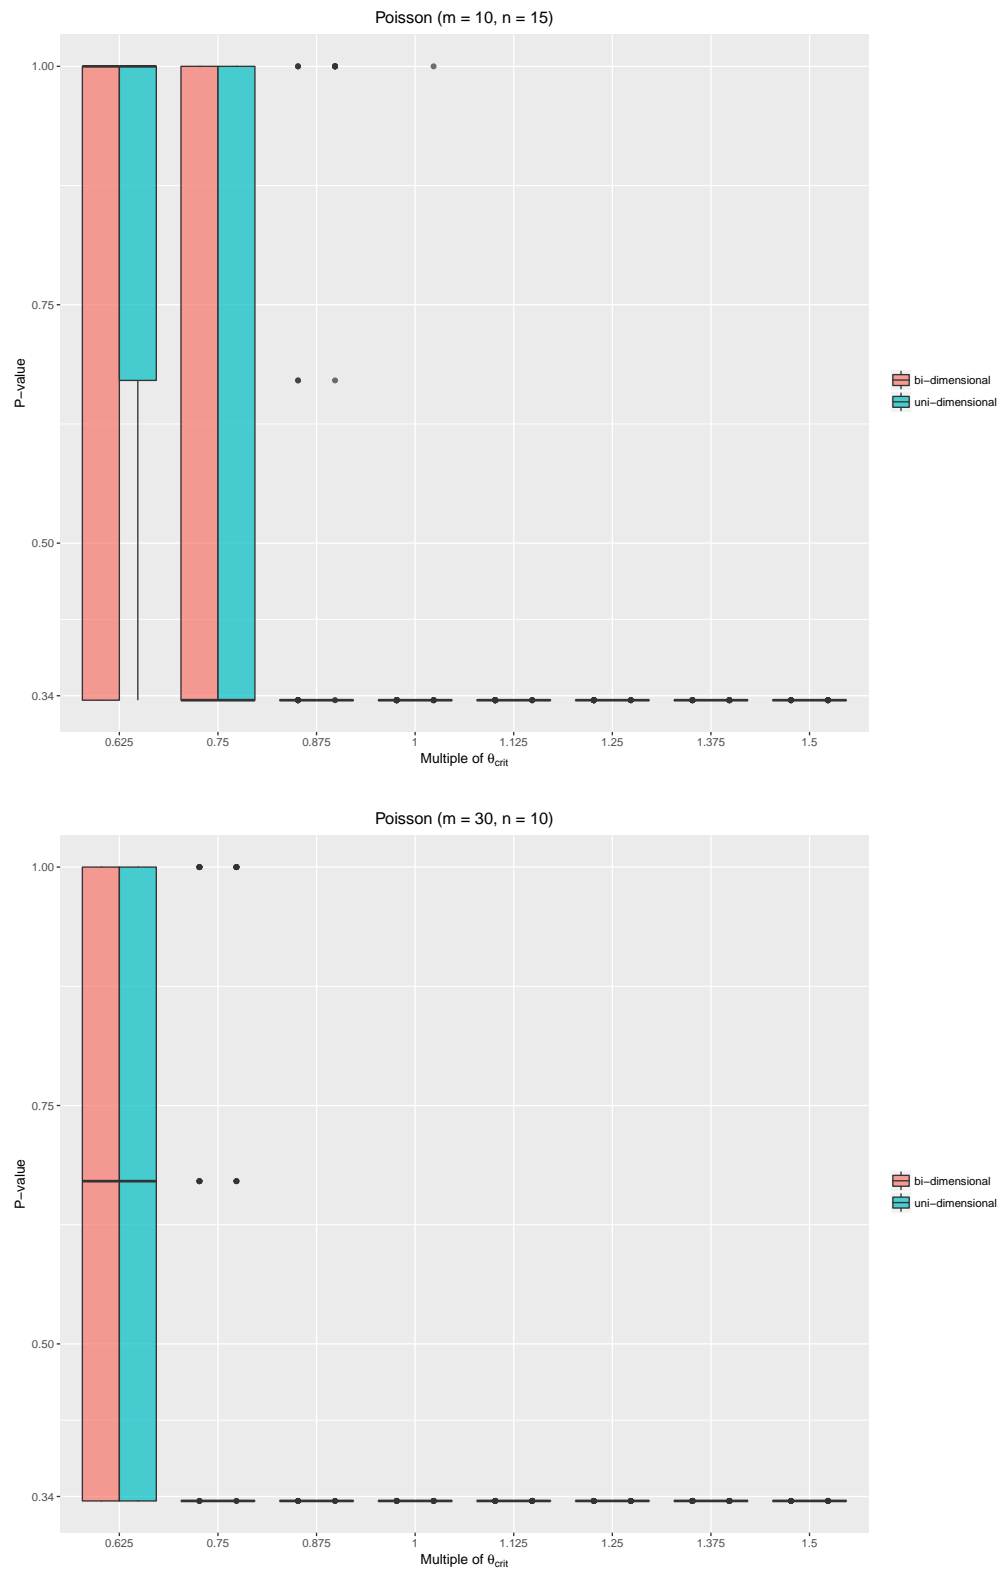 Poisson (m = 10, n = 15)
1.00
0.75
0.50
0.34
P−value
0.625 0.75 0.875 1 1.125 1.25 1.375 1.5
Multiple of θcrit
bi−dimensional
uni−dimensional
Poisson (m = 30, n = 10)
1.00
0.75
0.50
0.34
P−value
0.625 0.75 0.875 1 1.125 1.25 1.375 1.5
Multiple of θcrit
bi−dimensional
uni−dimensional